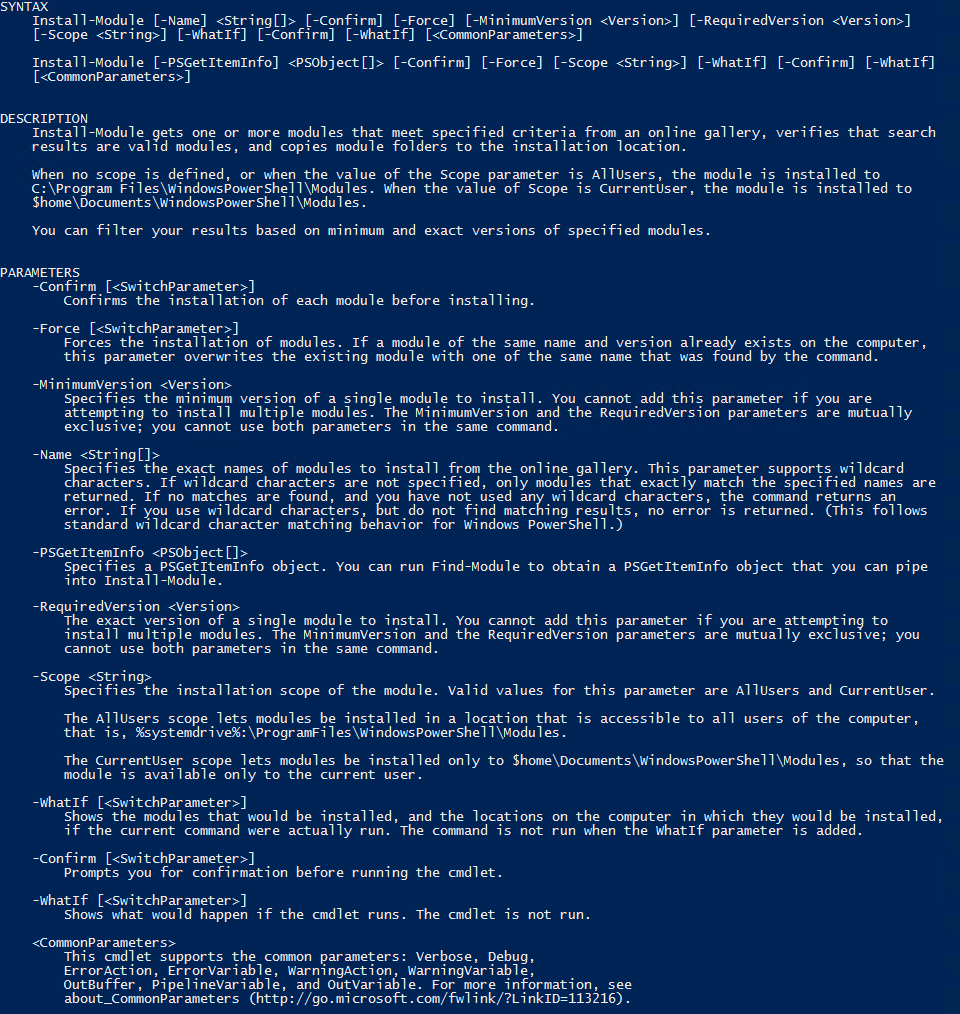 SYNTAX
Install-Module [-Name] <String[]> [-Confirm] [-Force] [-MinimumVersion <Version>] [-RequiredVersion <Version>]
[-Scope <String>] [-WhatIf] [-Confirm] [-WhatIf] [<CommonParameters>]
Install-Module [-PSGetItemInfo] <PSObject[]> [-Confirm] [-Force] [-Scope <String>] [-WhatIf] [-Confirm] [-WhatIf]
[<CommonParameters>]
DESCRIPTION
Install-Module gets one or more modules that meet specified criteria from an online gallery, verifies that search
results are valid modules, and copies module folders to the installation location.
When no scope is defined, or when the value of the Scope parameter is AllUsers, the module is installed to
C:\Program Files\WindowsPowerShell\Modules. When the value of Scope is CurrentUser, the module is installed to
$home\Documents\WindowsPowerShell\Modules.
You can filter your results based on minimum and exact versions of specified modules.
PARAMETERS
-Confirm [<SwitchParameter>]
Confirms the installation of each module before installing.
-Force [<SwitchParameter>]
Forces the installation of modules. If a module of the same name and version already exists on the computer,
this parameter overwrites the existing module with one of the same name that was found by the command.
-MinimumVersion <Version>
Specifies the minimum version of a single module to install. You cannot add this parameter if you are
attempting to install multiple modules. The MinimumVersion and the RequiredVersion parameters are mutually
exclusive; you cannot use both parameters in the same command.
-Name <String[]>
Specifies the exact names of modules to install from the online gallery. This parameter supports wildcard
characters. If wildcard characters are not specified, only modules that exactly match the specified names are
returned. If no matches are found, and you have not used any wildcard characters, the command returns an
error. If you use wildcard characters, but do not find matching results, no error is returned. (This follows
standard wildcard character matching behavior for Windows PowerShell.)
-PSGetItemInfo <PSObject[]>
Specifies a PSGetItemInfo object. You can run Find-Module to obtain a PSGetItemInfo object that you can pipe
into Install-Module.
-RequiredVersion <Version>
The exact version of a single module to install. You cannot add this parameter if you are attempting to
install multiple modules. The MinimumVersion and the RequiredVersion parameters are mutually exclusive; you
cannot use both parameters in the same command.
-Scope <String>
Specifies the installation scope of the module. Valid values for this parameter are AllUsers and CurrentUser.
The AllUsers scope lets modules be installed in a location that is accessible to all users of the computer,
that is, %systemdrive%:\ProgramFiles\WindowsPowerShell\Modules.
The CurrentUser scope lets modules be installed only to $home\Documents\WindowsPowerShell\Modules, so that the
module is available only to the current user.
-WhatIf [<SwitchParameter>]
Shows the modules that would be installed, and the locations on the computer in which they would be installed,
if the current command were actually run. The command is not run when the WhatIf parameter is added.
-Confirm [<SwitchParameter>]
Prompts you for confirmation before running the cmdlet.
-WhatIf [<SwitchParameter>]
Shows what would happen if the cmdlet runs. The cmdlet is not run.
<CommonParameters>
This cmdlet supports the common parameters: Verbose, Debug,
ErrorAction, ErrorVariable, WarningAction, WarningVariable,
OutBuffer, PipelineVariable, and OutVariable. For more information, see
about_CommonParameters (http://go.microsoft.com/fwlink/?LinkID=113216).